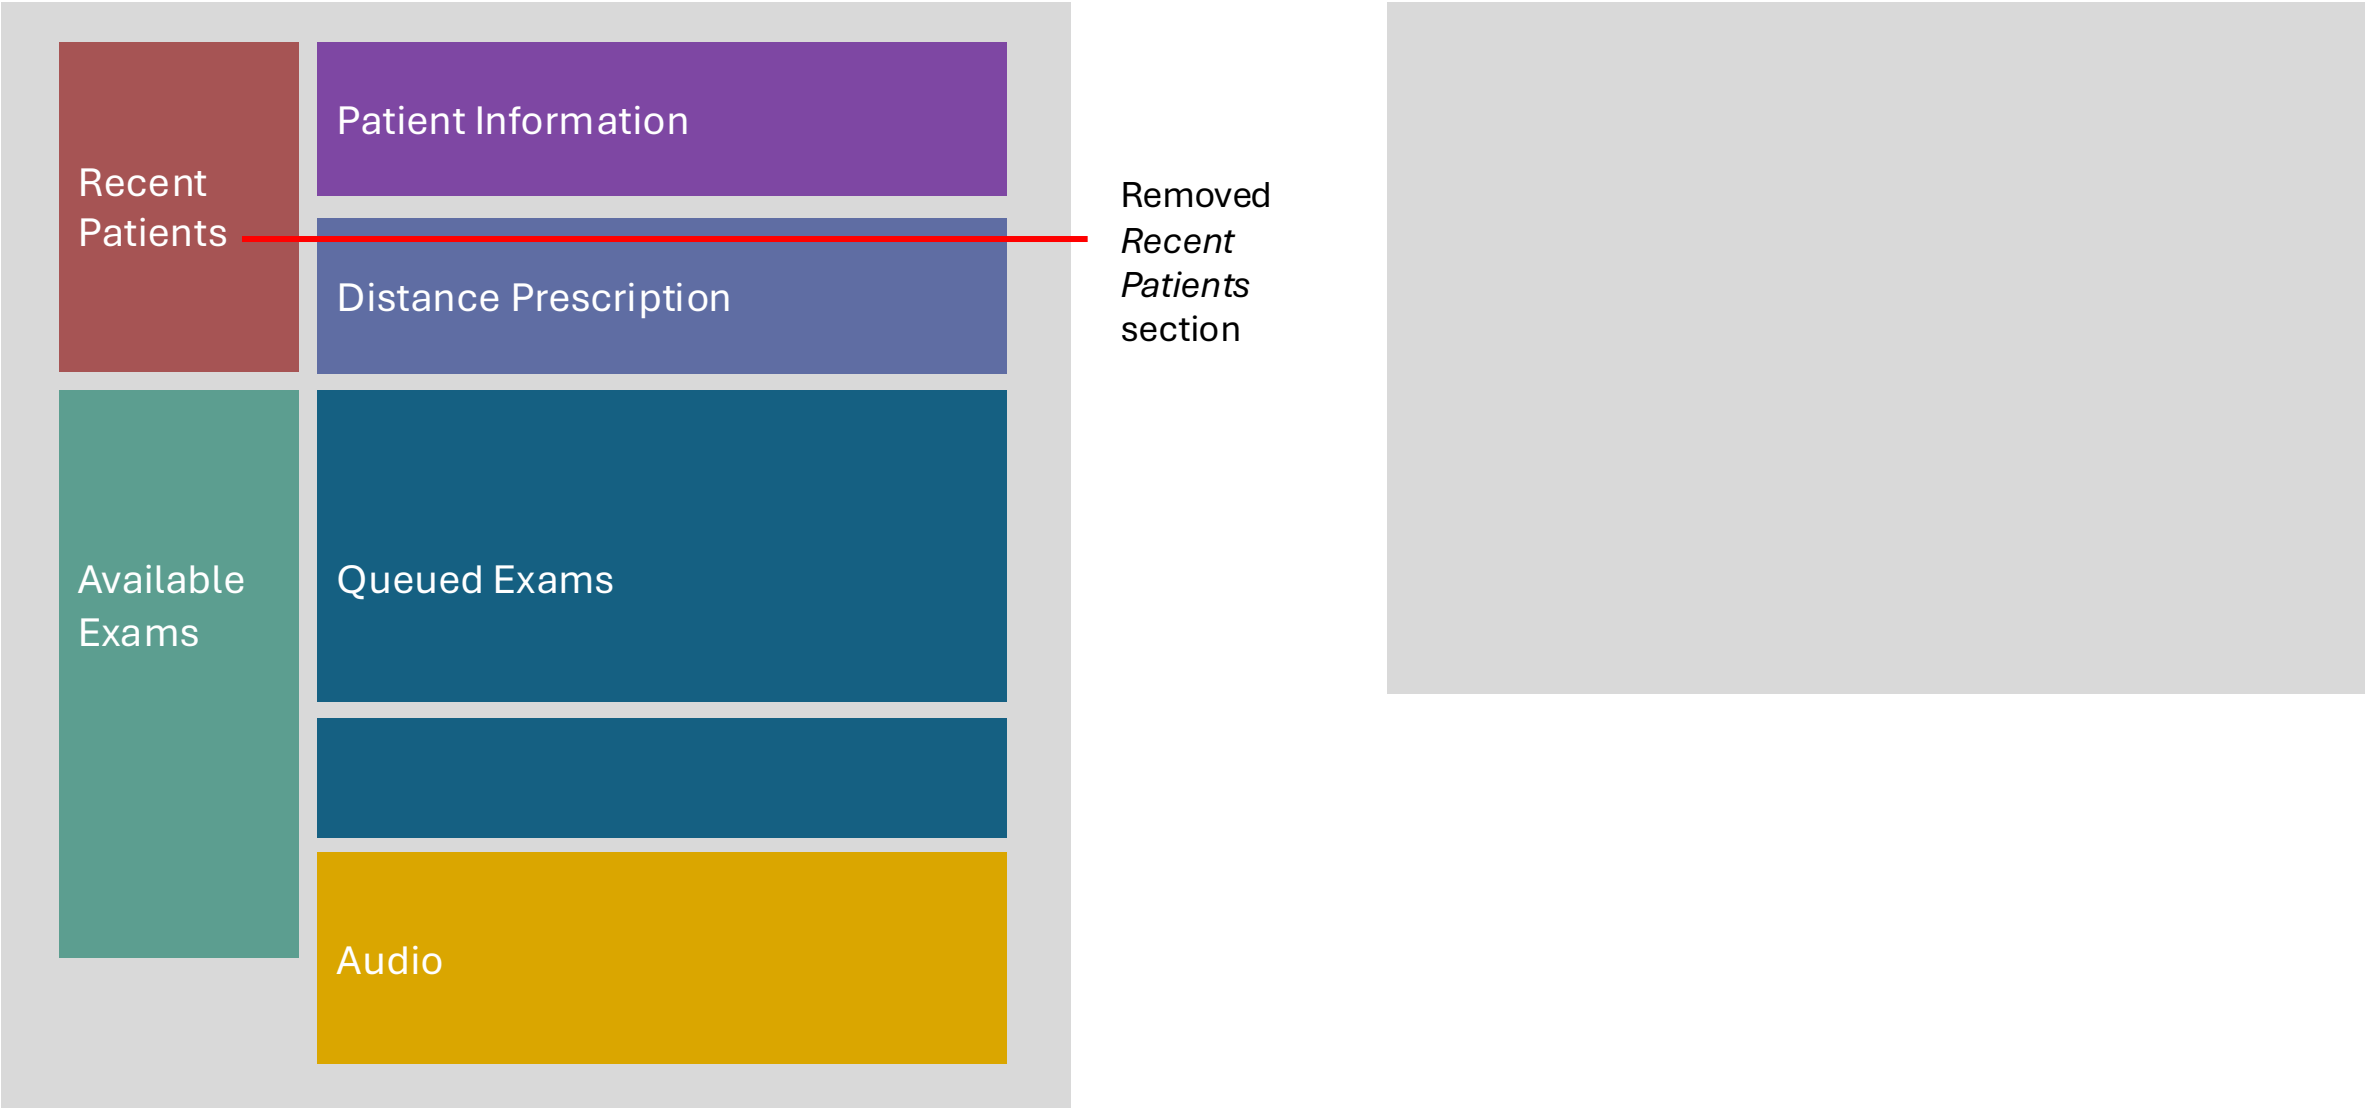 Recent
Patients
Patient Information
Distance Prescription
Removed
Recent
Patients
section
Available
Exams
Queued Exams
Audio